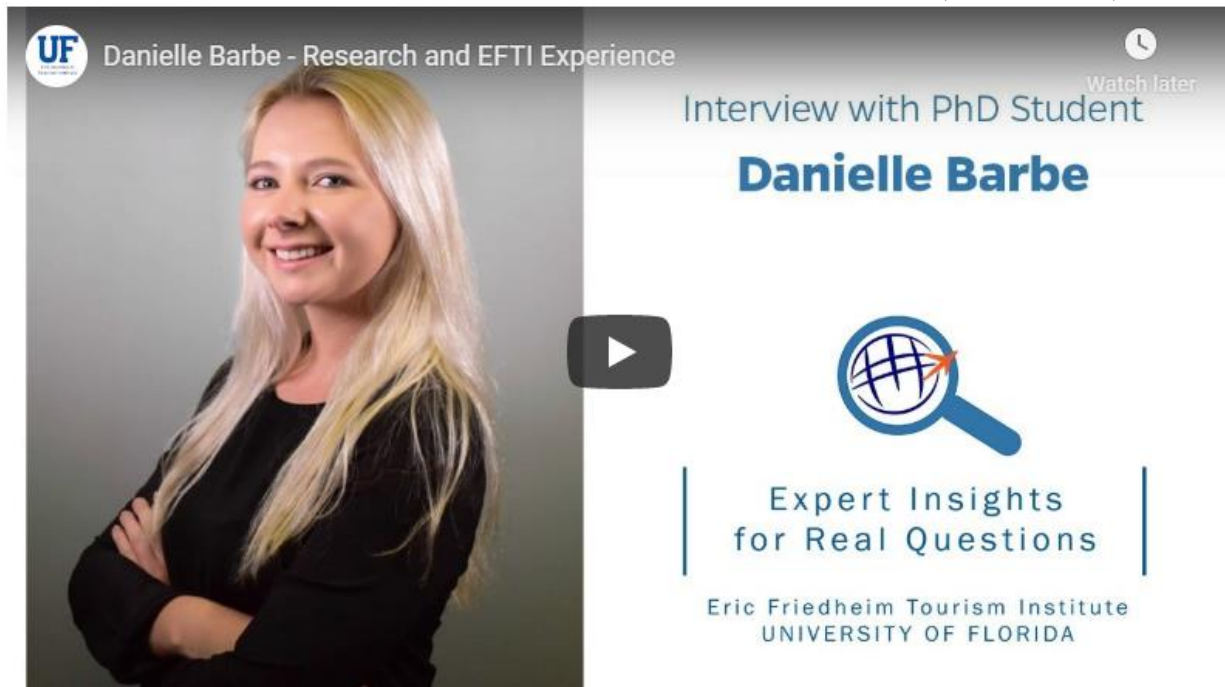 UF
Danielle Barbe - Research and EFTI Experience
Watch later
Interview with PhD Student
Danielle Barbe
Expert Insights
for Real Questions
Eric Friedheim Tourism Institute
UNIVERSITY OF FLORIDA